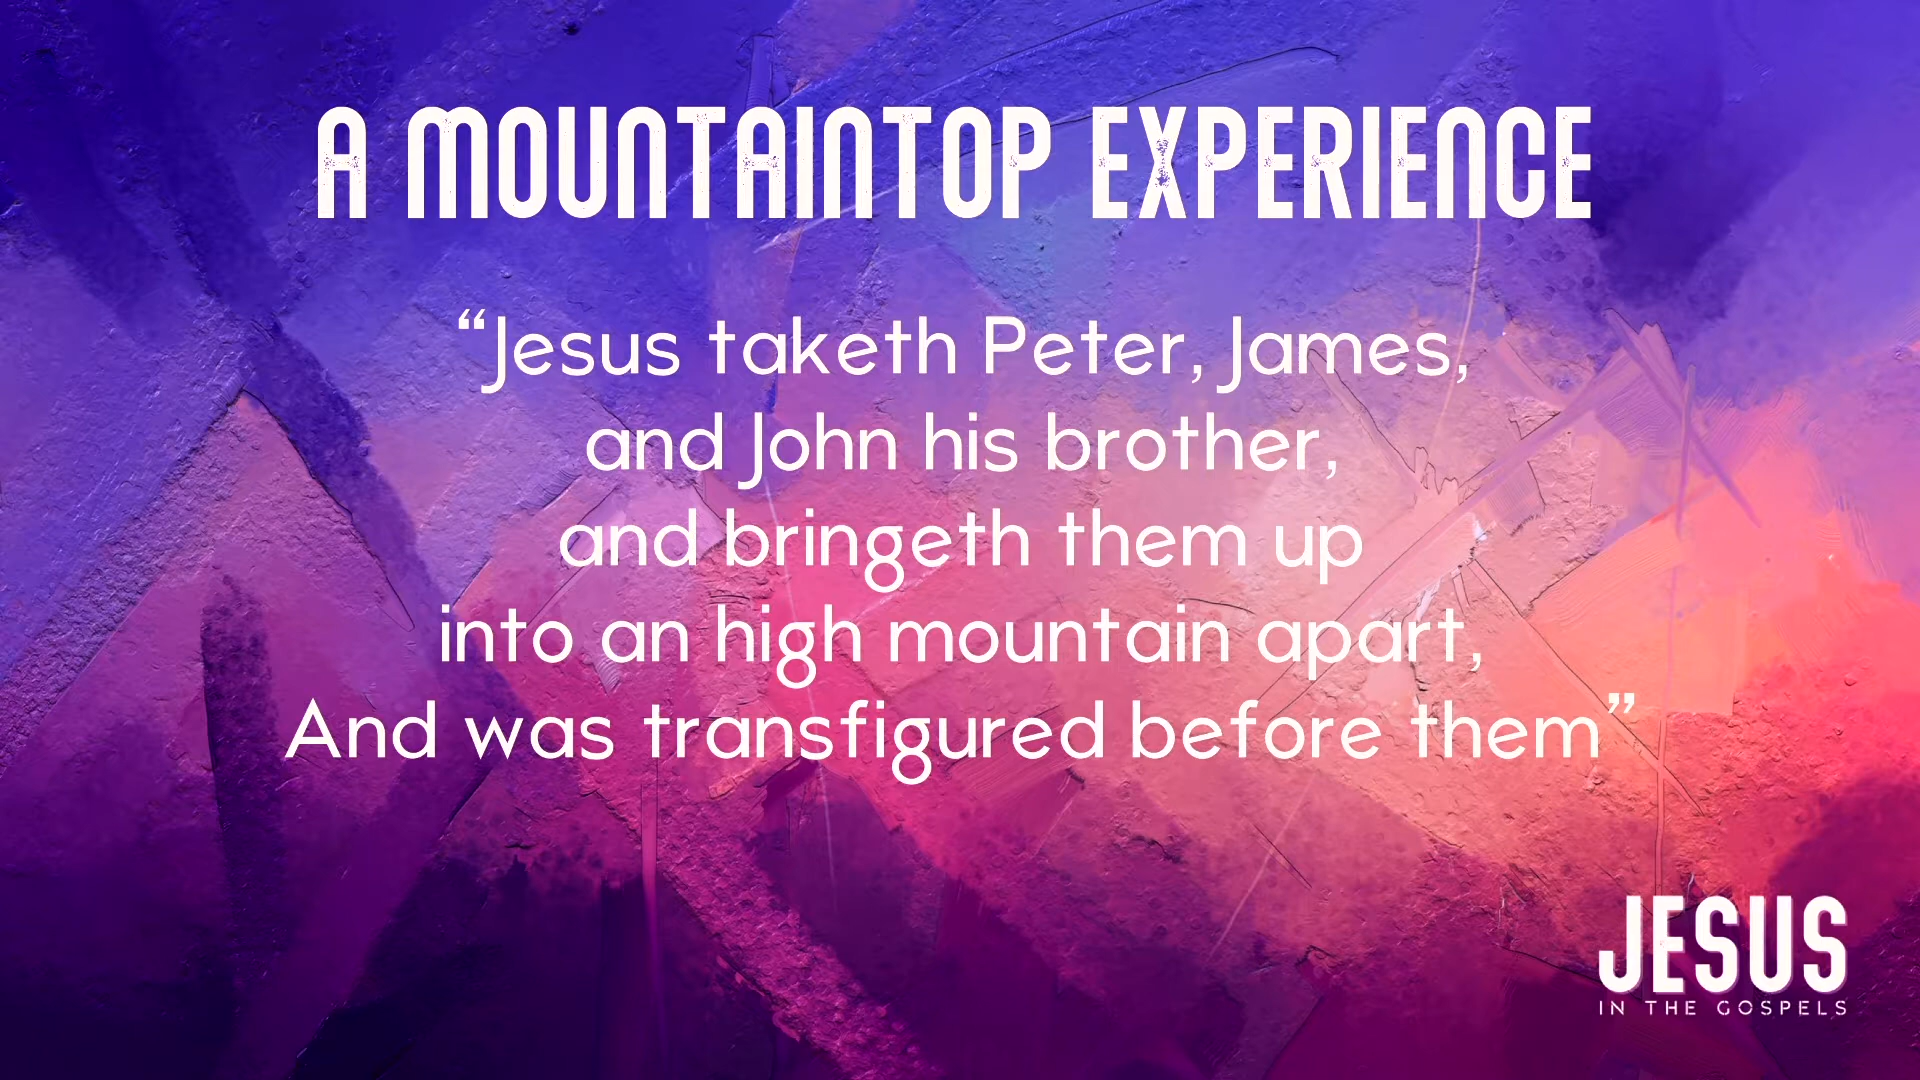 A MOUNTAINTOP EXPERIENCE
“Jesus taketh Peter, James,
and John his brother,
and bringeth them up
into an high mountain apart,
And was transfigured before them”
JESUS
IN THE GOSPELS